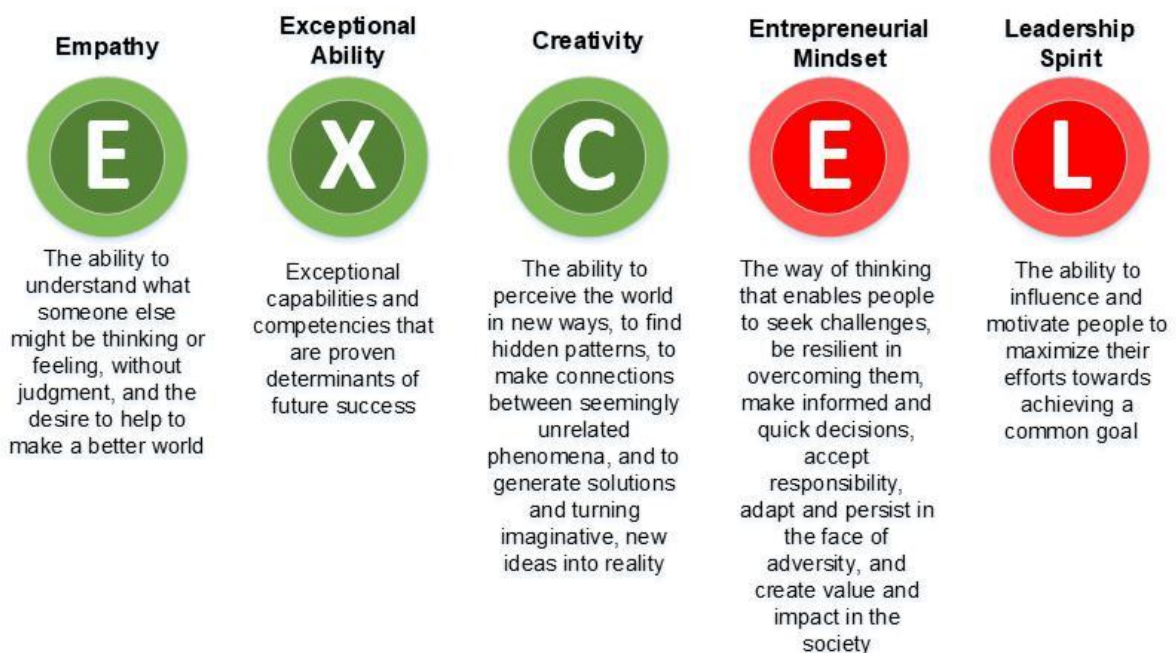 Empathy
E
The ability to
understand what
someone else
might be thinking or
feeling, without
judgment, and the
desire to help to
make a better world
Exceptional
Ability
X
Exceptional
capabilities and
competencies that
are proven
determinants of
future success
Creativity
C
The ability to
perceive the world
in new ways, to find
hidden patterns, to
make connections
between seemingly
unrelated
phenomena, and to
generate solutions
and turning
imaginative, new
ideas into reality
Entrepreneurial
Mindset
E
The way of thinking
that enables people
to seek challenges,
be resilient in
overcoming them,
make informed and
quick decisions,
accept
responsibility,
adapt and persist in
the face of
adversity, and
create value and
impact in the
society
Leadership
Spirit
L
The ability to
influence and
motivate people to
maximize their
efforts towards
achieving a
common goal